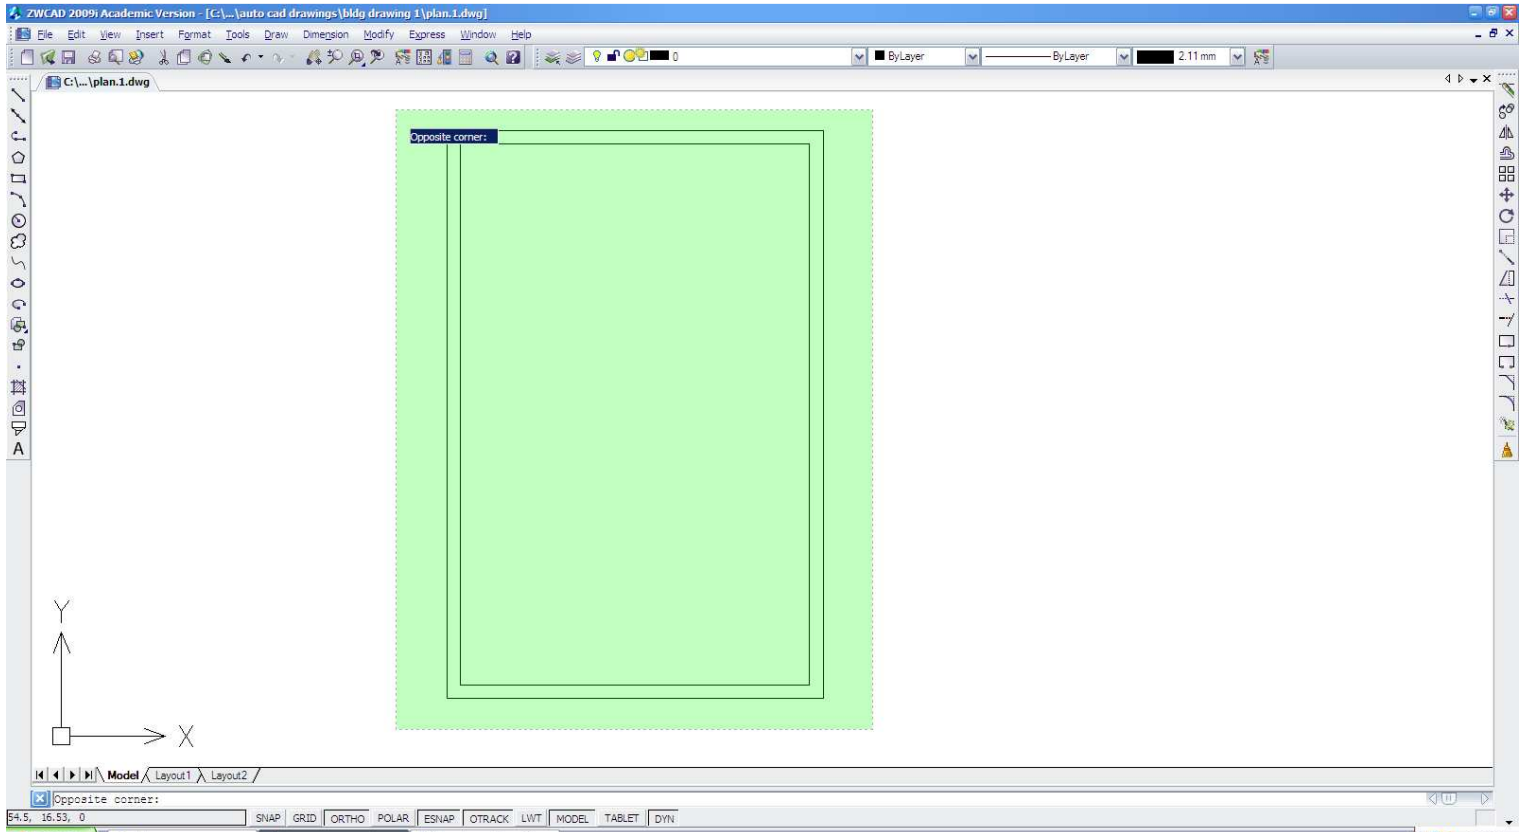 ZWCAD 2009i Academic Version - [C:\...\auto cad drawings\bldg drawing 1\plan.1.dwg]
File Edit View Insert Format Tools Draw Dimension Modify Express Window Help
0 ByLayer ByLayer 2.11 mm
C:\...\plan.1.dwg
Opposite corner:
A
Y
X
Model Layout1 Layout2
Opposite corner:
54.5, 16.53, 0 SNAP GRID ORTHO POLAR ESNAP OTRACK LWT MODEL TABLET DYN